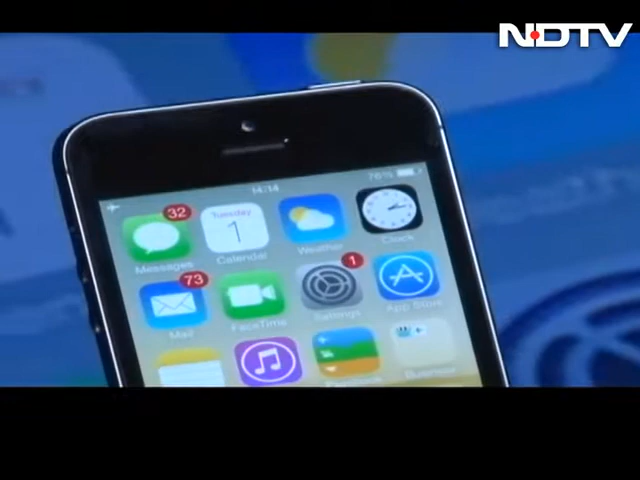 NDTV
14:14
76%
32
Tuesday
1
Messages
Calendar
Weather
Clock
73
1
Mail
FaceTime
Settings
App Store